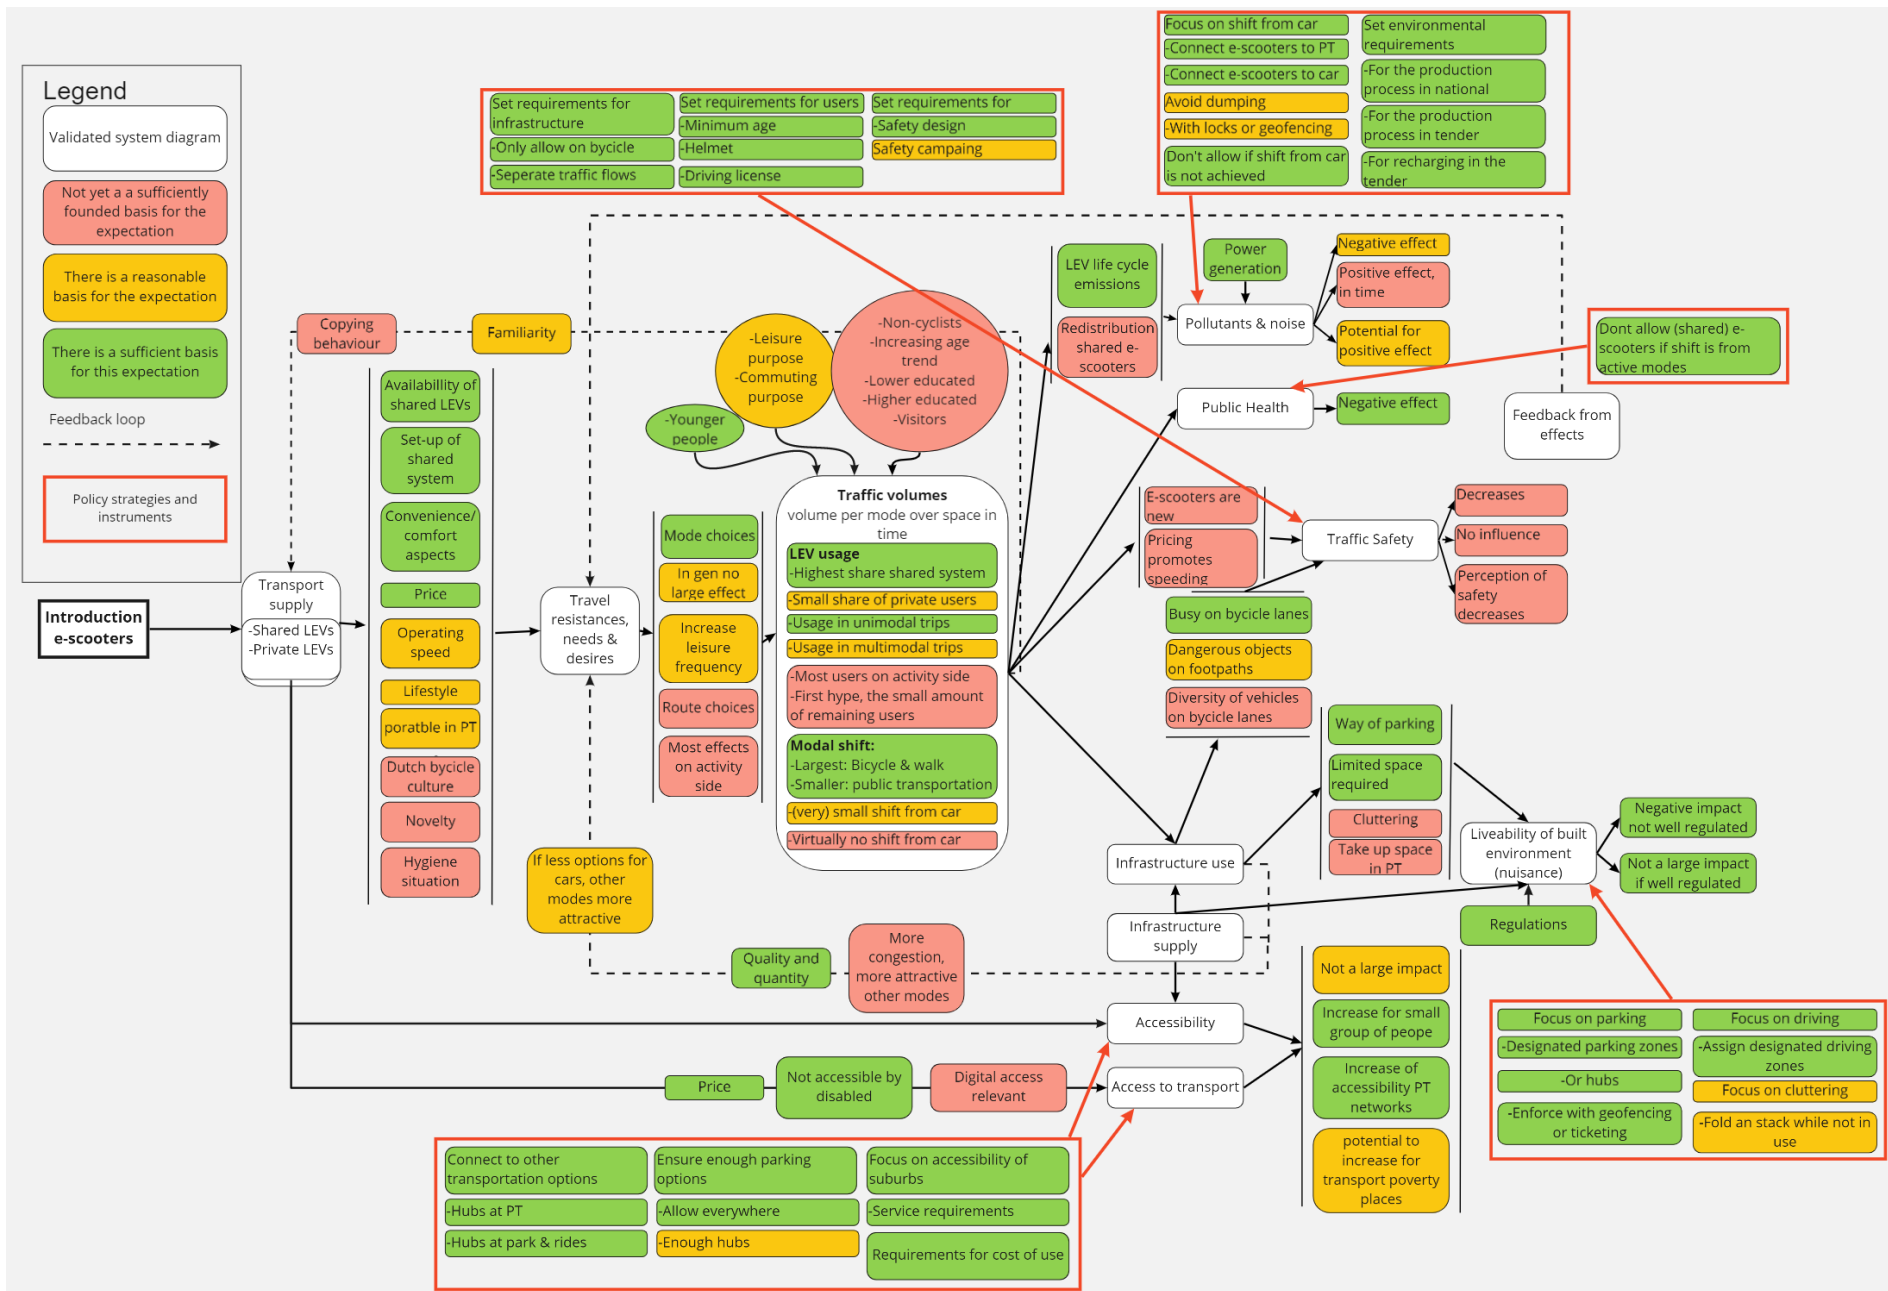 Legend
Validated system diagram
Not yet a a sufficiently
founded basis for the
expectation
There is a reasonable
basis for the expectation
There is a sufficient basis
for this expectation
Feedback loop
Policy strategies and
instruments
Set requirements for
infrastructure
-Only allow on bycicle
-Seperate traffic flows
Set requirements for users
-Minimum age
-Helmet
-Driving license
Set requirements for
-Safety design
Safety campaing
Focus on shift from car
-Connect e-scooters to PT
-Connect e-scooters to car
Avoid dumping
-With locks or geofencing
Don't allow if shift from car
is not achieved
Set environmental
requirements
-For the production
process in national
-For the production
process in tender
-For recharging in the
tender
Copying
behaviour
Familiarity
Introduction
e-scooters
Transport
supply
-Shared LEVs
-Private LEVs
Availabillity of
shared LEVs
Set-up of
shared
system
Convenience/
comfort
aspects
Price
Operating
speed
Lifestyle
poratble in PT
Dutch bycicle
culture
Novelty
Hygiene
situation
Travel
resistances,
needs &
desires
If less options for
cars, other
modes more
attractive
Mode choices
In gen no
large effect
Increase
leisure
frequency
Route choices
Most effects
on activity
side
-Younger
people
-Leisure
purpose
-Commuting
purpose
-Non-cyclists
-Increasing age
trend
-Lower educated
-Higher educated
-Visitors
Traffic volumes
volume per mode over space in
time
LEV usage
-Highest share shared system
-Small share of private users
-Usage in unimodal trips
-Usage in multimodal trips
-Most users on activity side
-First hype, the small amount
of remaining users
Modal shift:
-Largest: Bicycle & walk
-Smaller: public transportation
-(very) small shift from car
-Virtually no shift from car
LEV life cycle
emissions
Redistribution
shared e-
scooters
Power
generation
Pollutants & noise
Negative effect
Positive effect,
in time
Potential for
positive effect
Public Health
Negative effect
Dont allow (shared) e-
scooters if shift is from
active modes
Feedback from
effects
E-scooters are
new
Pricing
promotes
speeding
Traffic Safety
Decreases
No influence
Perception of
safety
decreases
Busy on bycicle lanes
Dangerous objects
on footpaths
Diversity of vehicles
on bycicle lanes
Way of parking
Limited space
required
Cluttering
Take up space
in PT
Infrastructure use
Infrastructure
supply
Liveability of built
environment
(nuisance)
Negative impact
not well regulated
Not a large impact
if well regulated
Regulations
Quality and
quantity
More
congestion,
more attractive
other modes
Accessibility
Access to transport
Price
Not accessible by
disabled
Digital access
relevant
Not a large impact
Increase for small
group of peope
Increase of
accessibility PT
networks
potential to
increase for
transport poverty
places
Focus on parking
-Designated parking zones
-Or hubs
-Enforce with geofencing
or ticketing
Focus on driving
-Assign designated driving
zones
Focus on cluttering
-Fold an stack while not in
use
Connect to other
transportation options
-Hubs at PT
-Hubs at park & rides
Ensure enough parking
options
-Allow everywhere
-Enough hubs
Focus on accessibility of
suburbs
-Service requirements
Requirements for cost of use